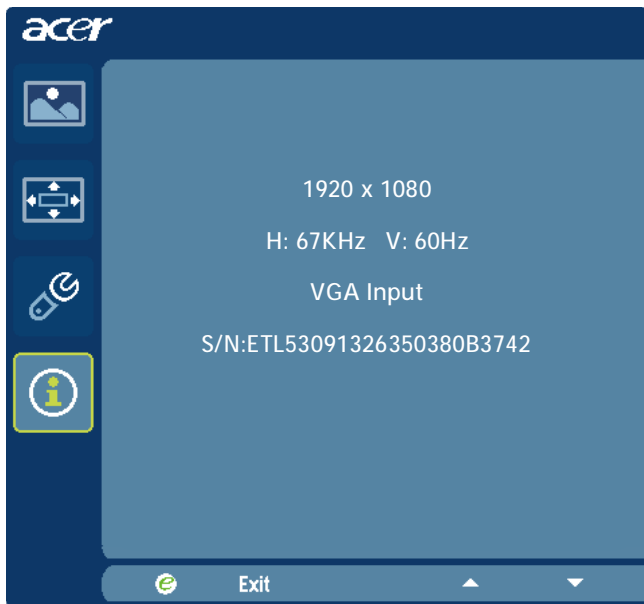 acer
1920 x 1080
H: 67KHz V: 60Hz
VGA Input
S/N:ETL53091326350380B3742
e Exit